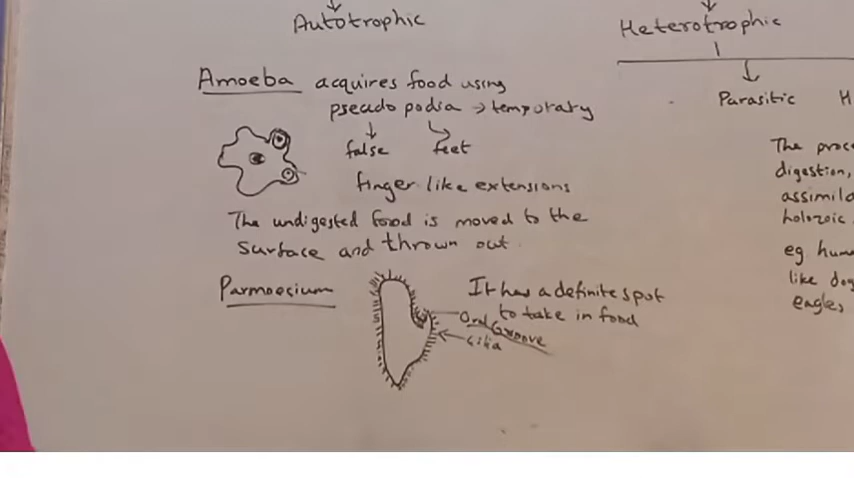 Autotrophic
Heterotrophic
Amoeba acquires food using
pseudo podia → temporary
false feet
finger like extensions
The undigested food is moved to the
surface and thrown out
Parmoecium
It has a definite spot
to take in food
Oral Groove
Cilia
Parasitic H
The proce
digestion,
assimila
holozoic
eg huma
like dog
eagles,